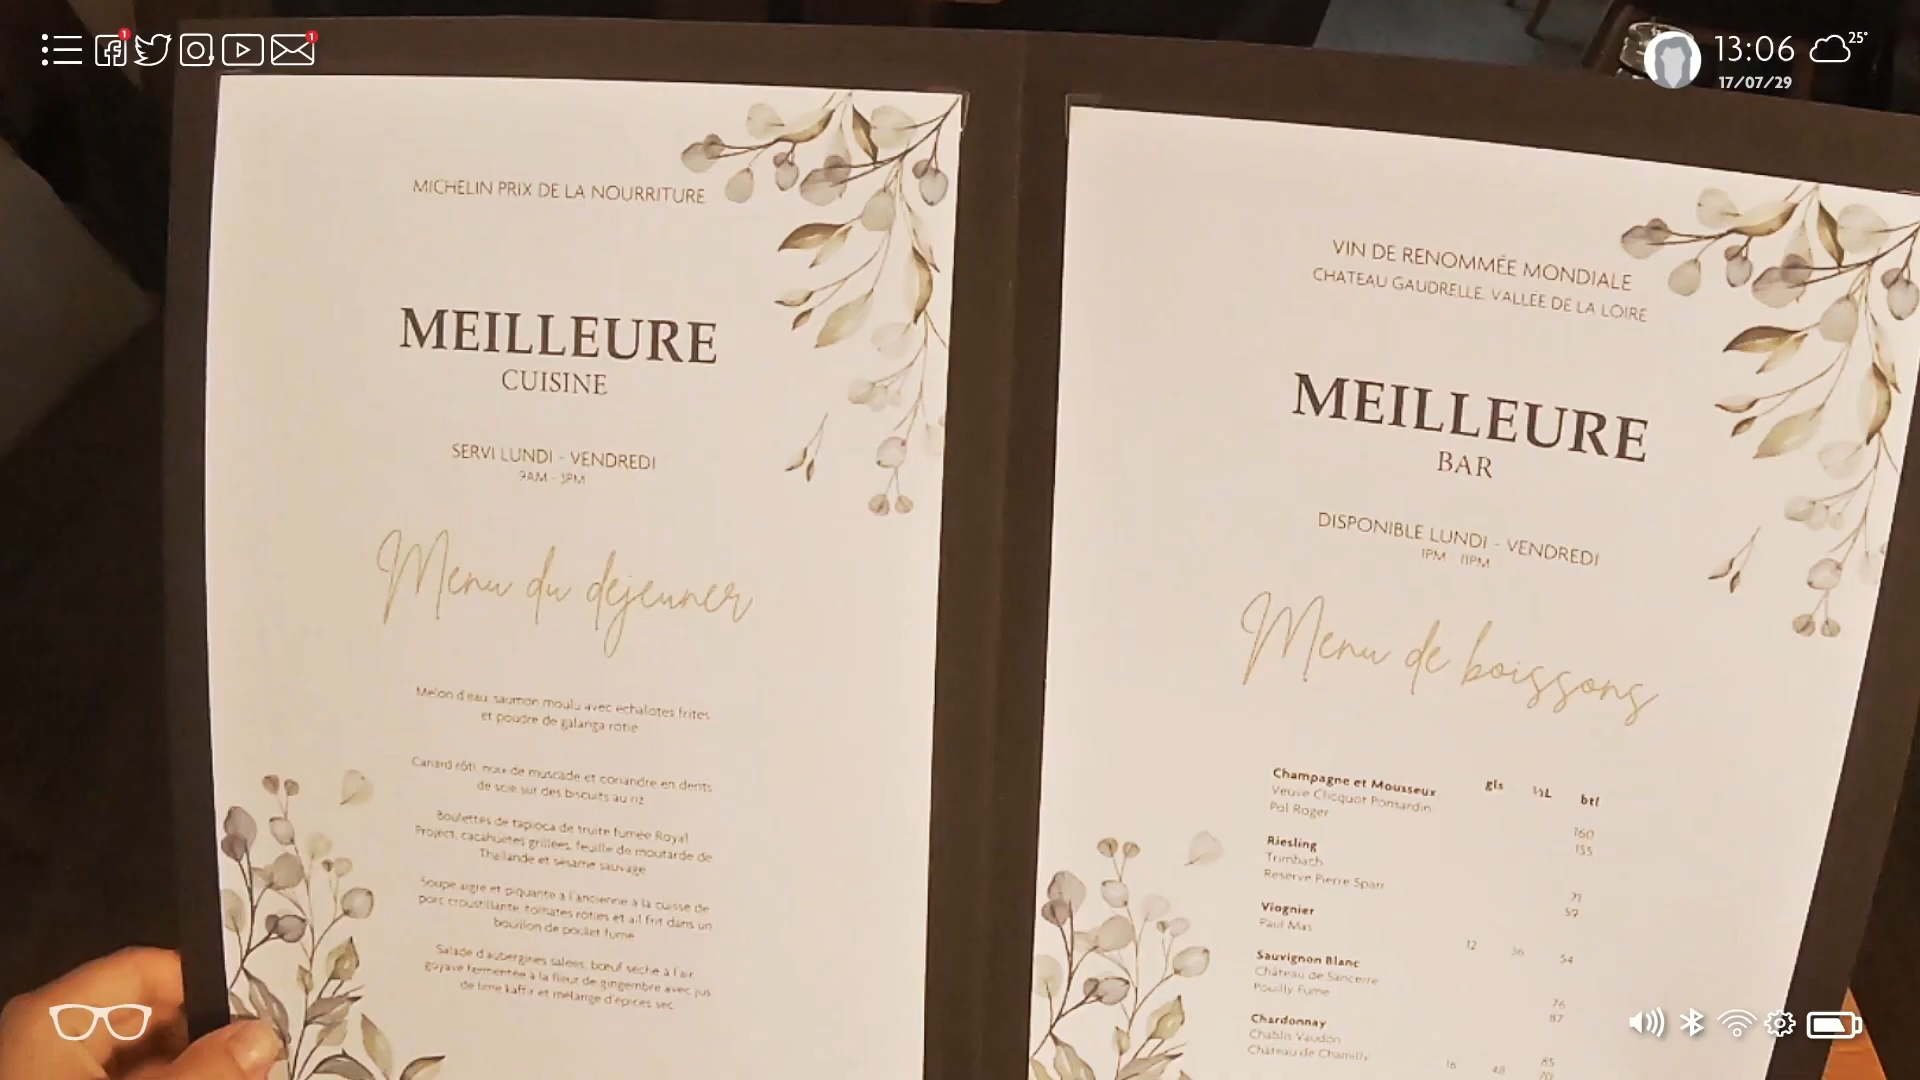 1
1
13:06
25°
17/07/29
MICHELIN PRIX DE LA NOURRITURE
MEILLEURE
CUISINE
SERVI LUNDI - VENDREDI
9AM - 3PM
Menu du dejeuner
Melon d'eau, saumon moulu avec echalotes frites
et poudre de galanga rotie
Canard rôti, noix de muscade et coriandre en dents
de scie sur des biscuits au riz
Boulettes de tapioca de truite fumée Royal
Project, cacahuètes grillées, feuille de moutarde de
Thaïlande et sésame sauvage
Soupe aigre et piquante à l'ancienne à la cuisse de
porc croustillante, tomates rôties et ail frit dans un
bouillon de poulet fumé
Salade d'aubergines salées, bœuf séché à l'air,
goyave fermentée à la fleur de gingembre avec jus
de lime kaffir et mélange d'épices sec
VIN DE RENOMMÉE MONDIALE
CHATEAU GAUDRELLE, VALLÉE DE LA LOIRE
MEILLEURE
BAR
DISPONIBLE LUNDI - VENDREDI
1PM - 11PM
Menu de boissons
Champagne et Mousseux gls ½L btl
Veuve Clicquot Ponsardin 160
Pol Roger 155
Riesling
Trimbach 71
Reserve Pierre Sparr 59
Viognier
Paul Mas 12 36 54
Sauvignon Blanc
Château de Sancerre 76
Pouilly Fume 87
Chardonnay
Chablis Vaudon 85
Château de Chamilly 16 48 70